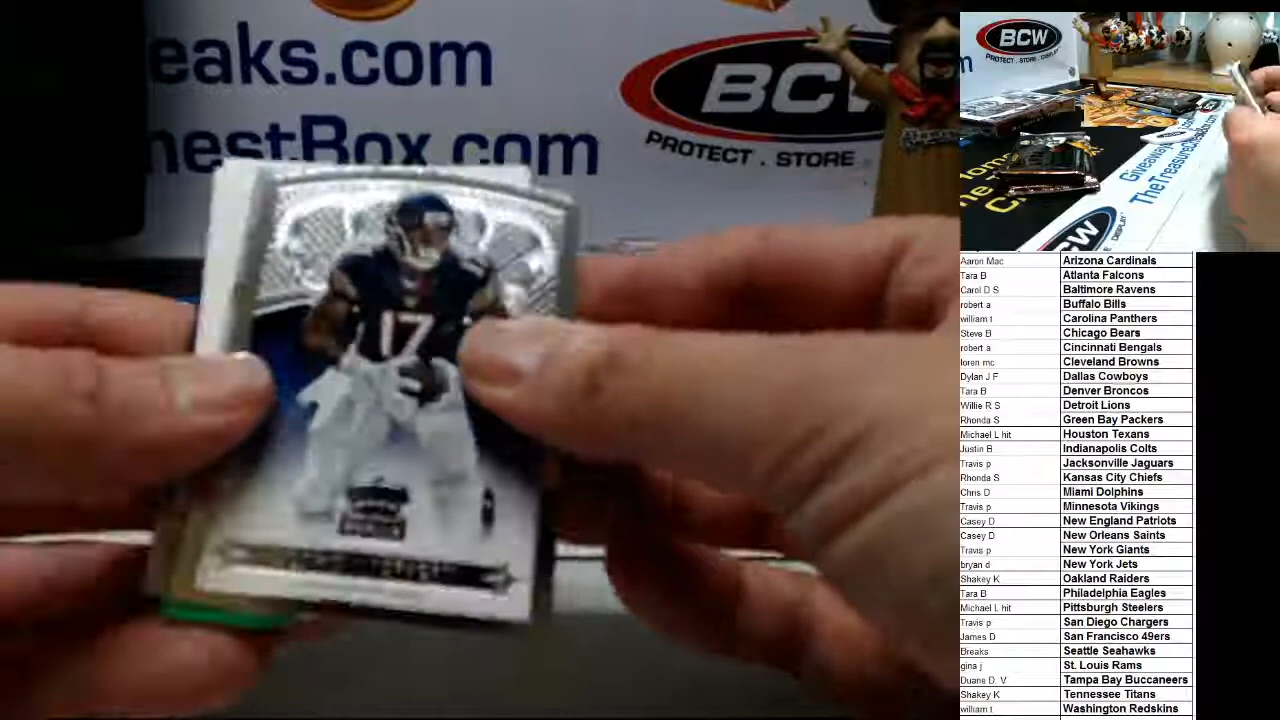 eaks.com
nestBox.com
BCW
PROTECT . STORE
17
BCW
PROTECT . STORE . DISPLAY
Giveaway
TheTreasure
BCW
DISPLAY
Aaron Mac Arizona Cardinals
Tara B Atlanta Falcons
Carol D S Baltimore Ravens
robert a Buffalo Bills
william t Carolina Panthers
Steve B Chicago Bears
robert a Cincinnati Bengals
loren mc Cleveland Browns
Dylan J F Dallas Cowboys
Tara B Denver Broncos
Willie R S Detroit Lions
Rhonda S Green Bay Packers
Michael L hit Houston Texans
Justin B Indianapolis Colts
Travis p Jacksonville Jaguars
Rhonda S Kansas City Chiefs
Chris D Miami Dolphins
Travis p Minnesota Vikings
Casey D New England Patriots
Casey D New Orleans Saints
Travis p New York Giants
bryan d New York Jets
Shakey K Oakland Raiders
Tara B Philadelphia Eagles
Michael L hit Pittsburgh Steelers
Travis p San Diego Chargers
James D San Francisco 49ers
Breaks Seattle Seahawks
gina j St. Louis Rams
Duane D. V Tampa Bay Buccaneers
Shakey K Tennessee Titans
william t Washington Redskins